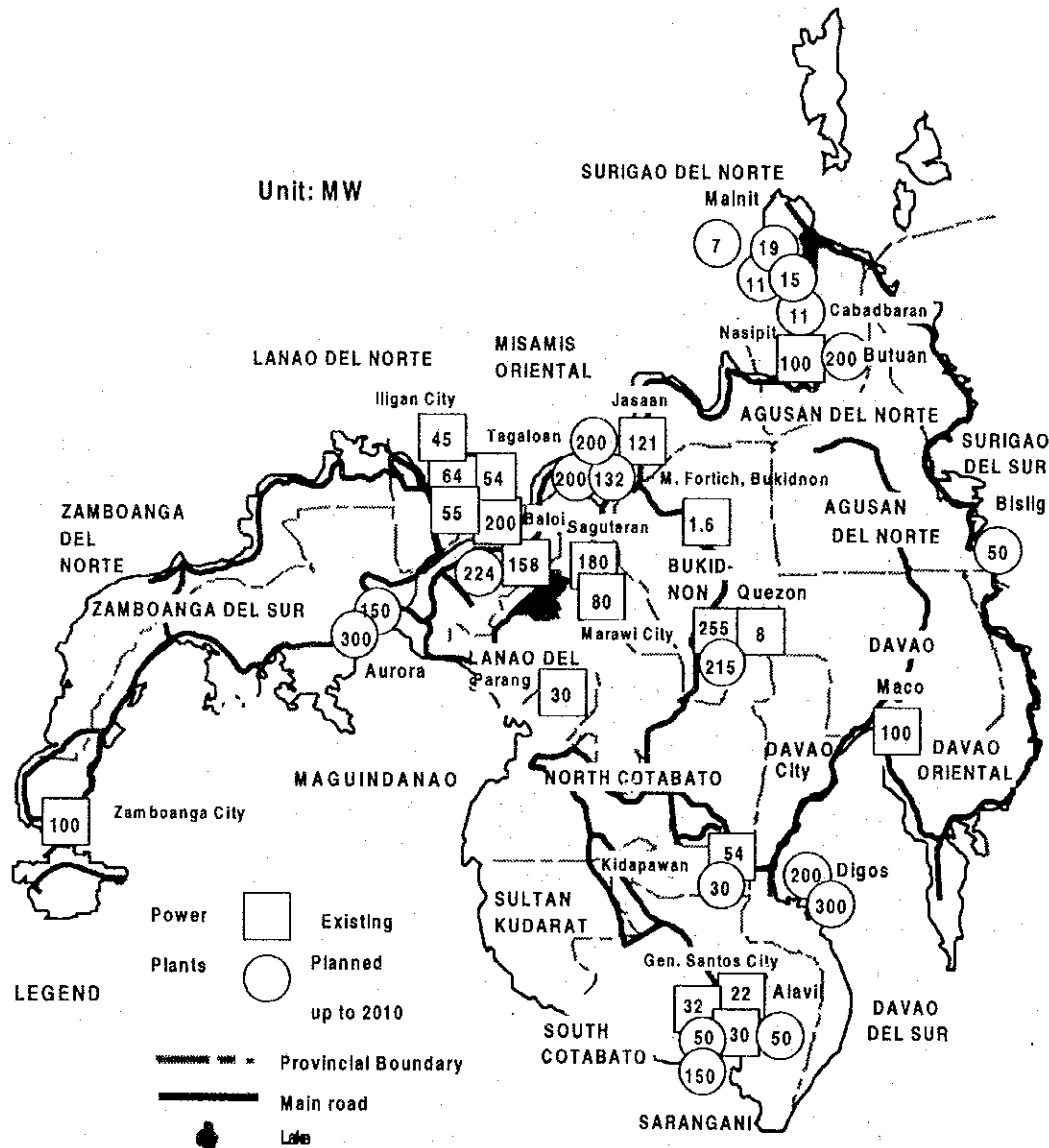 SURIGAO DEL NORTE
Unit: MW
Malnit
7
19
11
15
11
Cabadbaran
Nasipit
MISAMIS
ORIENTAL
LANAO DEL NORTE
100
200
Butuan
Iligan City
Jasaan
AGUSAN DEL NORTE
45
Tagaloan
200
121
SURIGAO
DEL SUR
64
54
200
132
M. Fortich, Bukidnon
Bislig
ZAMBOANGA
DEL
NORTE
55
200
Baloi
Sagutaran
1.6
AGUSAN
DEL NORTE
50
224
158
180
BUKID-
NON
Quezon
ZAMBOANGA DEL SUR
150
80
300
Marawi City
255
8
Aurora
LANAO DEL
Parang
215
DAVAO
30
Maco
100
MAGUINDANAO
NORTH COTABATO
DAVAO
City
DAVAO
ORIENTAL
100
Zamboanga City
54
Kidapawan
30
200
Digos
300
SULTAN
KUDARAT
Power
Existing
Plants
Planned
up to 2010
LEGEND
Gen. Santos City
22
Alavi
32
50
30
50
150
SOUTH
COTABATO
DAVAO
DEL SUR
Provincial Boundary
Main road
SARANGANI
Lake